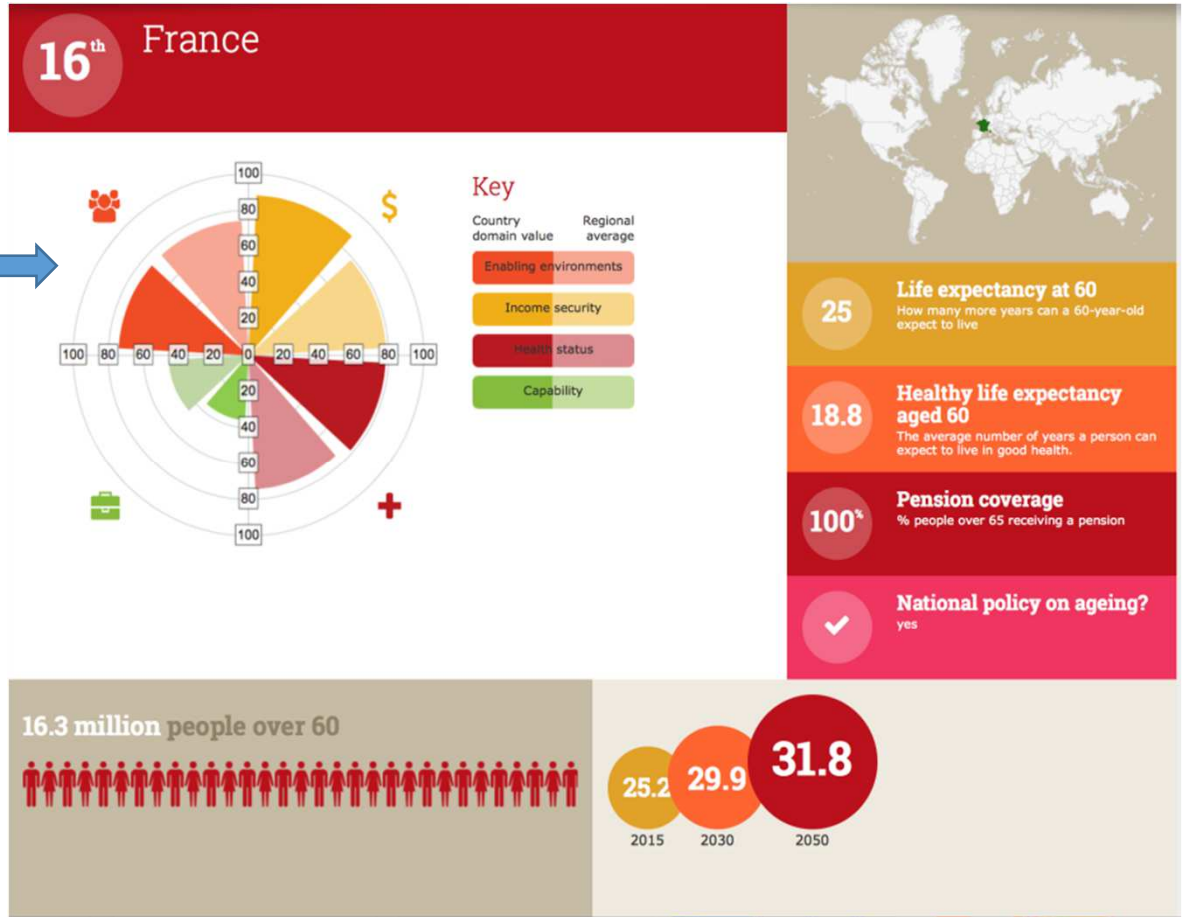 16th France
100
80
60
40
20
100 80 60 40 20 0 20 40 60 80 100
20
40
60
80
100
$
Key
Country domain value
Regional average
Enabling environments
Income security
Health status
Capability
25
Life expectancy at 60
How many more years can a 60-year-old
expect to live
18.8
Healthy life expectancy
aged 60
The average number of years a person can
expect to live in good health.
100%
Pension coverage
% people over 65 receiving a pension
National policy on ageing?
yes
16.3 million people over 60
25.2 29.9 31.8
2015 2030 2050